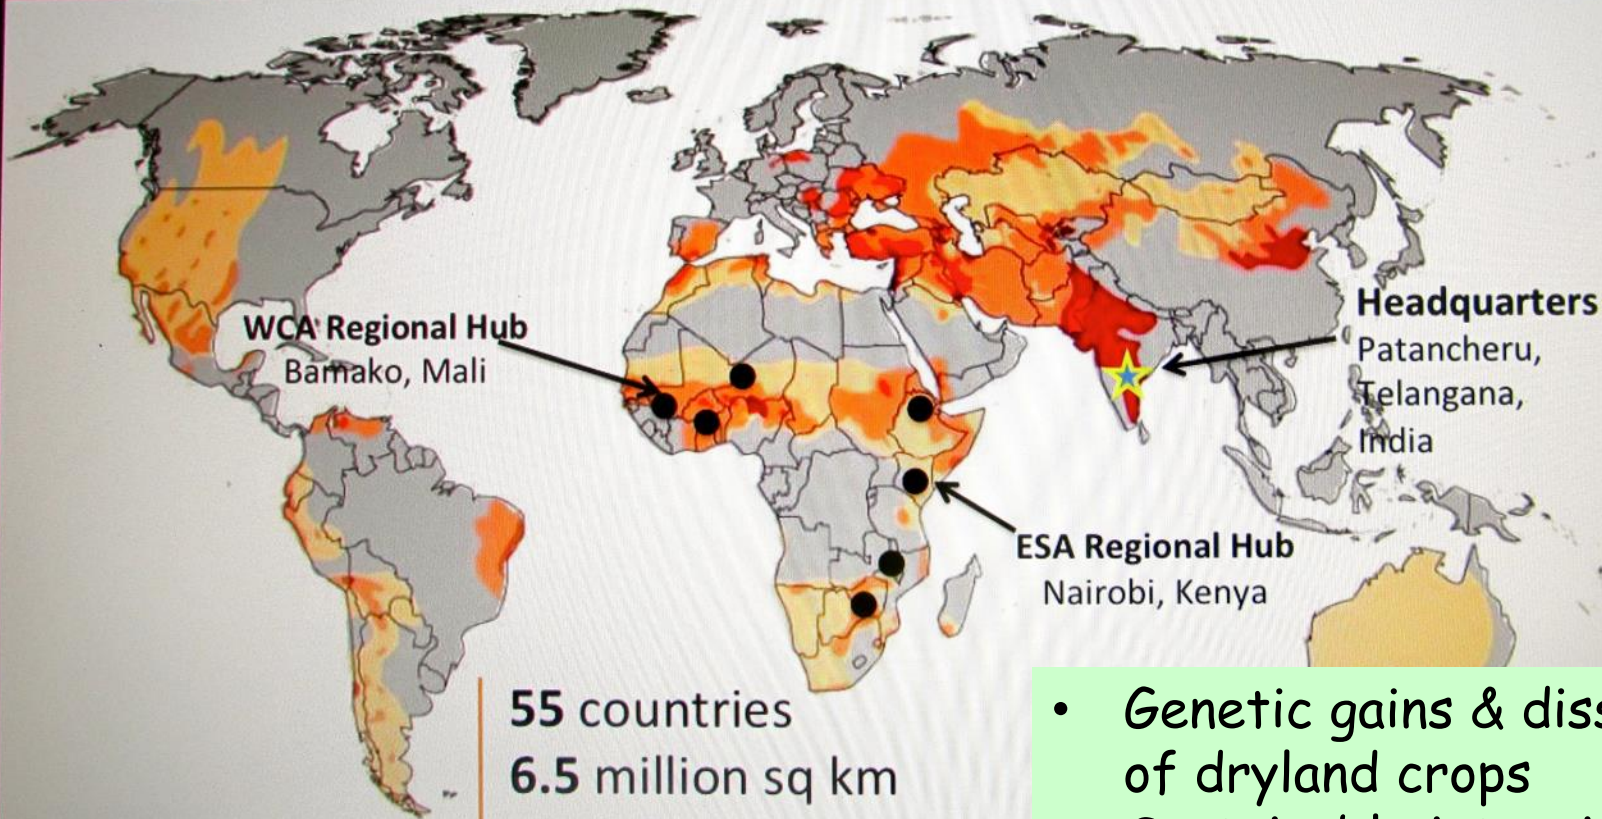 WCA Regional Hub
Bamako, Mali
Headquarters
Patancheru,
Telangana,
India
ESA Regional Hub
Nairobi, Kenya
55 countries
6.5 million sq km
• Genetic gains &
of dryland crops